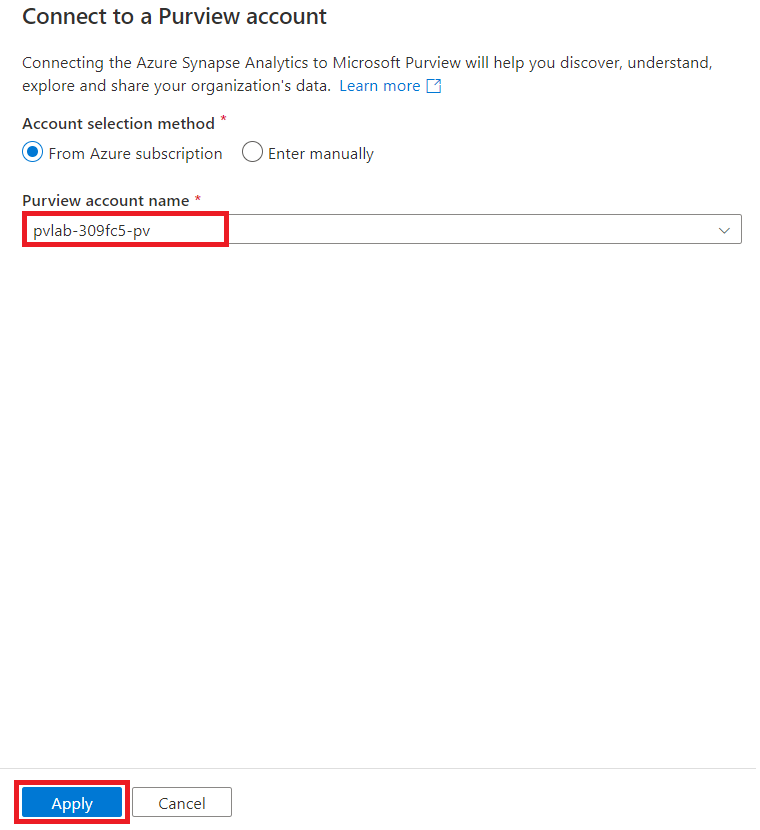 Connect to a Purview account
Connecting the Azure Synapse Analytics to Microsoft Purview will help you discover, understand,
explore and share your organization's data. Learn more
Account selection method *
From Azure subscription Enter manually
Purview account name *
pvlab-309fc5-pv
Apply Cancel